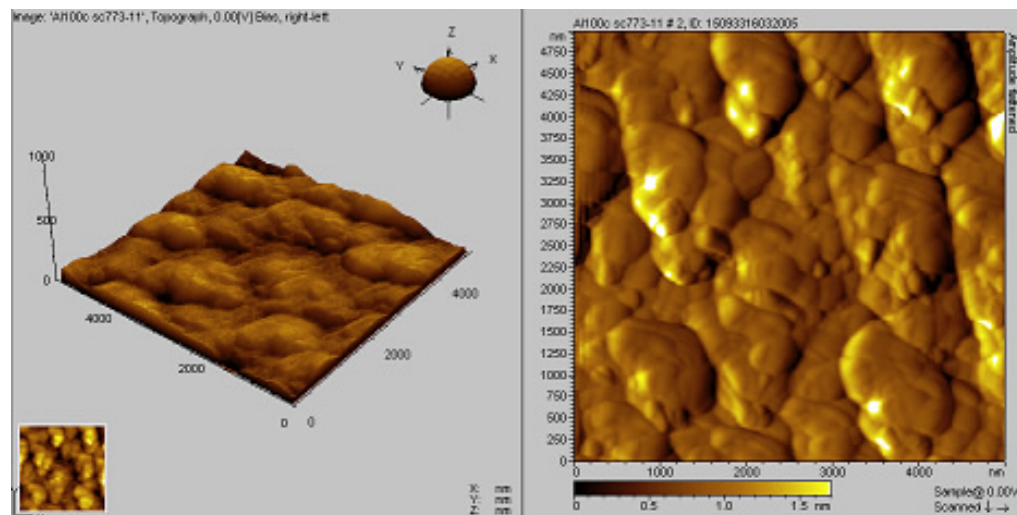 Image: 'Al100c sc773-11', Topograph, 0.00[V] Bias, right-left
Z
Y
X
1000
500
0
4000
2000
0
0
2000
4000
X: nm
Y: nm
Z: nm
Al100c sc773-11 # 2, ID: 15093316032005
nm
4750
4500
4250
4000
3750
3500
3250
3000
2750
2500
2250
2000
1750
1500
1250
1000
750
500
250
0
0
1000
2000
3000
4000
nm
0
0.5
1.0
1.5 nm
Sample@ 0.00V
Scanned ↓ →